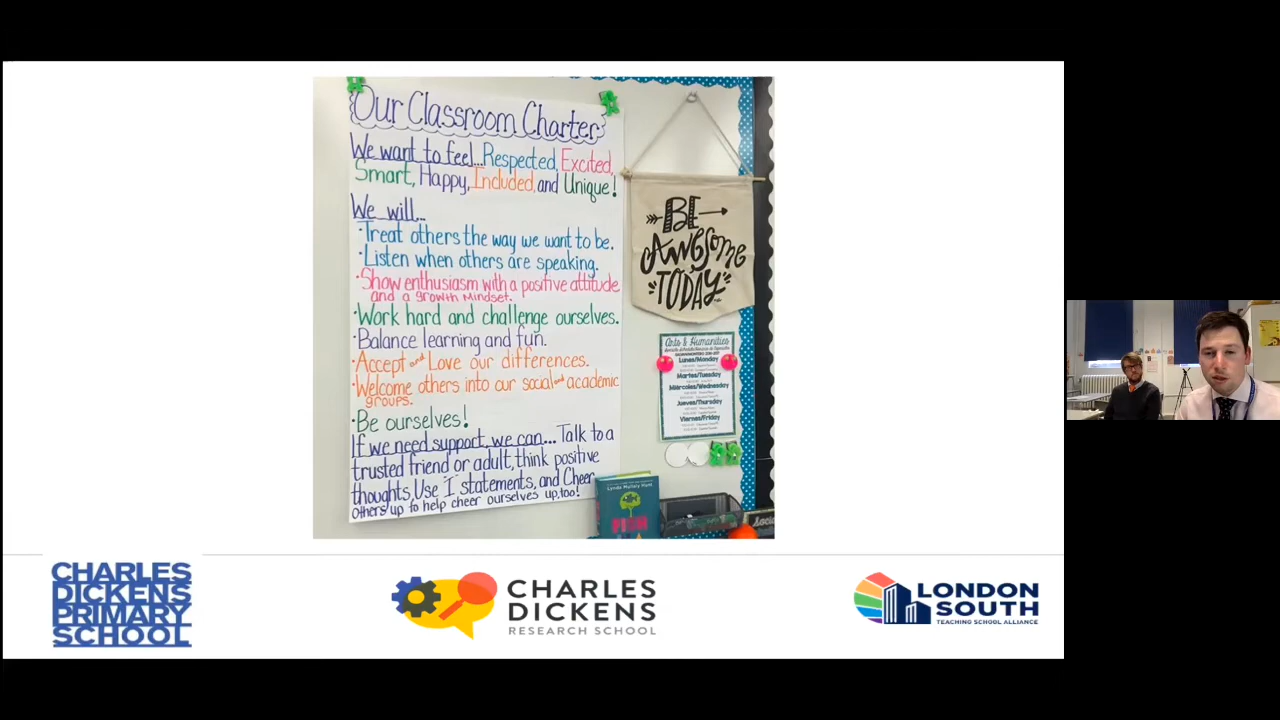 Our Classroom Charter
We want to feel... Respected, Excited,
Smart, Happy, Included, and Unique!
We will...
·Treat others the way we want to be.
·Listen when others are speaking.
·Show enthusiasm with a positive attitude
and a growth mindset.
·Work hard and challenge ourselves.
·Balance learning and fun.
·Accept and love our differences.
·Welcome others into our social and academic
groups.
·Be ourselves!
If we need support, we can... Talk to a
trusted friend or adult, think positive
thoughts, Use "I" statements, and Cheer
others up to help cheer ourselves up, too!
BE
AWESOME
TODAY
Arts & Humanities
Lunes/Monday
Martes/Tuesday
Miércoles/Wednesday
Jueves/Thursday
Viernes/Friday
Lynda Mullaly Hunt
FISH
Social
CHARLES
DICKENS
PRIMARY
SCHOOL
CHARLES
DICKENS
RESEARCH SCHOOL
LONDON
SOUTH
TEACHING SCHOOL ALLIANCE